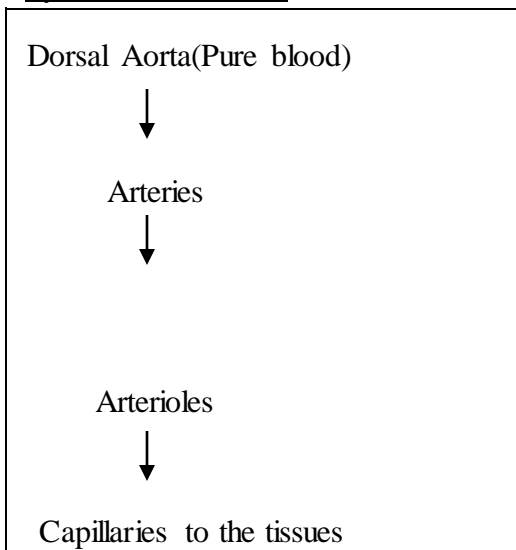 Dorsal Aorta(Pure blood)
Arteries
Arterioles
Capillaries to the tissues